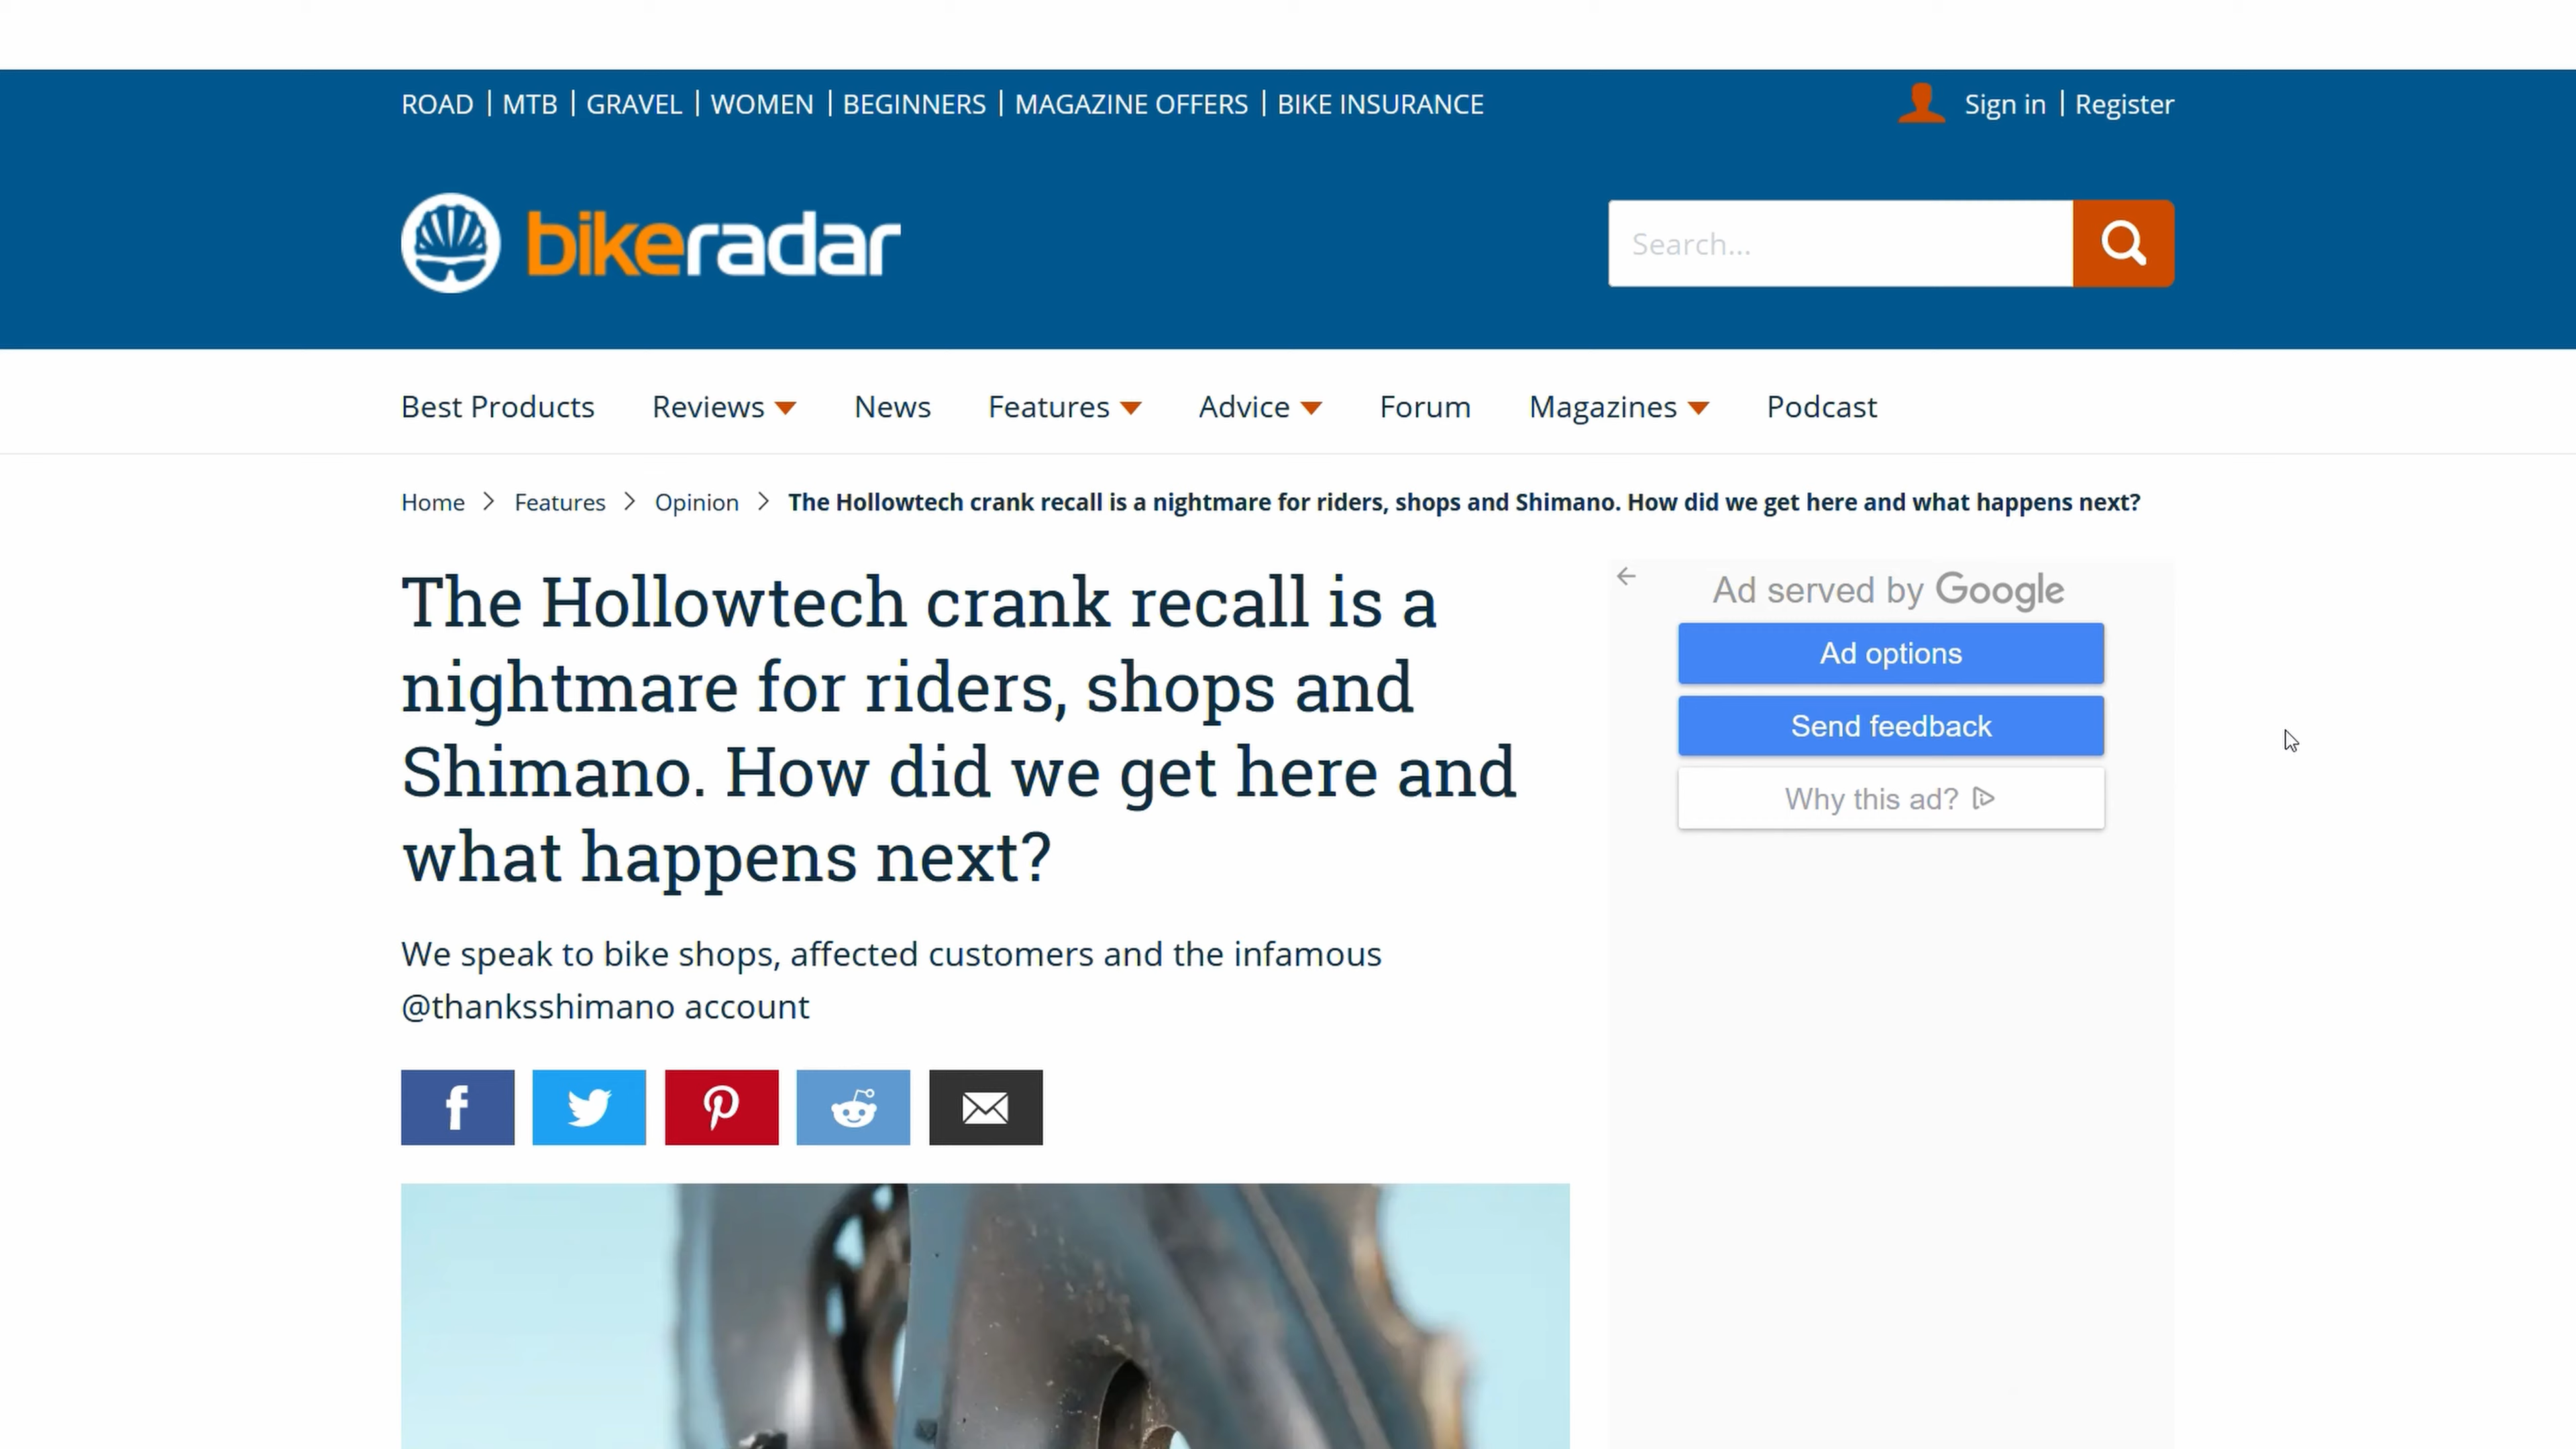 ROAD | MTB | GRAVEL | WOMEN | BEGINNERS | MAGAZINE OFFERS | BIKE INSURANCE
Sign in | Register
bikeradar
Search...
Best Products Reviews News Features Advice Forum Magazines Podcast
Home > Features > Opinion > The Hollowtech crank recall is a nightmare for riders, shops and Shimano. How did we get here and what happens next?
The Hollowtech crank recall is a
nightmare for riders, shops and
Shimano. How did we get here and
what happens next?
We speak to bike shops, affected customers and the infamous
@thanksshimano account
Ad served by Google
Ad options
Send feedback
Why this ad?